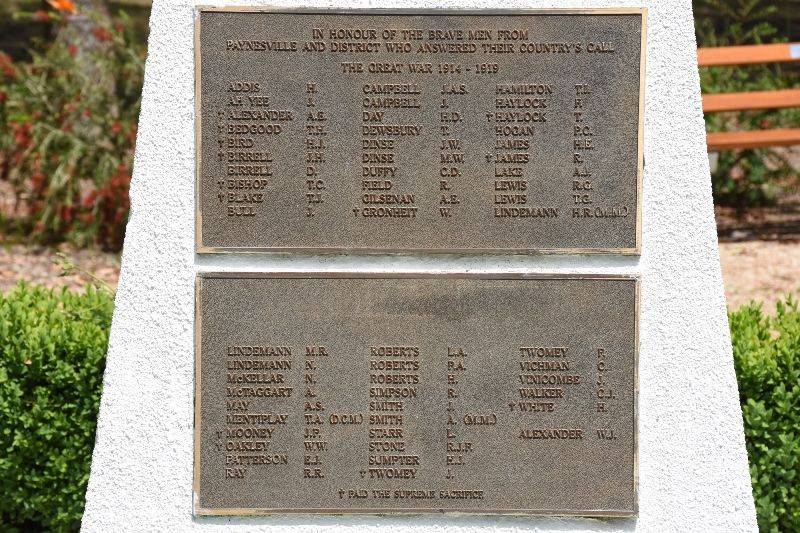 IN HONOUR OF THE BRAVE MEN FROM
PAYNESVILLE AND DISTRICT WHO ANSWERED THEIR COUNTRY'S CALL
THE GREAT WAR 1914 - 1919
ADDIS H. CAMPBELL J.A.S. HAMILTON T.J.
AH YEE J. CAMPBELL J. HAYLOCK F.
† ALEXANDER A.E. DAY H.D. † HAYLOCK T.
† BEDGOOD T.H. DEWSBURY T. HOGAN P.C.
† BIRD H.J. DINSE J.W. JAMES H.E.
† BIRRELL J.H. DINSE M.W. † JAMES R.
BIRRELL D. DUFFY C.D. LAKE A.J.
† BISHOP T.C. FIELD R. LEWIS R.G.
† BLAKE T.J. GILSENAN A.E. LEWIS T.G.
BULL J. † GRONHEIT W. LINDEMANN H.R.(M.M.)
LINDEMANN M.R. ROBERTS L.A. TWOMEY P.
LINDEMANN N. ROBERTS P.A. VICHMAN C.
McKELLAR N. ROBERTS H. VINICOMBE J.
McTAGGART A. SIMPSON R. WALKER C.J.
MAY A.S. SMITH J. † WHITE H.
MENTIPLAY T.A. (D.C.M.) SMITH A. (M.M.)
† MOONEY J.P. STARR L. ALEXANDER W.J.
† OAKLEY W.W. STONE R.J.F.
PATTERSON E.J. SUMPTER H.J.
RAY R.R. † TWOMEY J.
† PAID THE SUPREME SACRIFICE